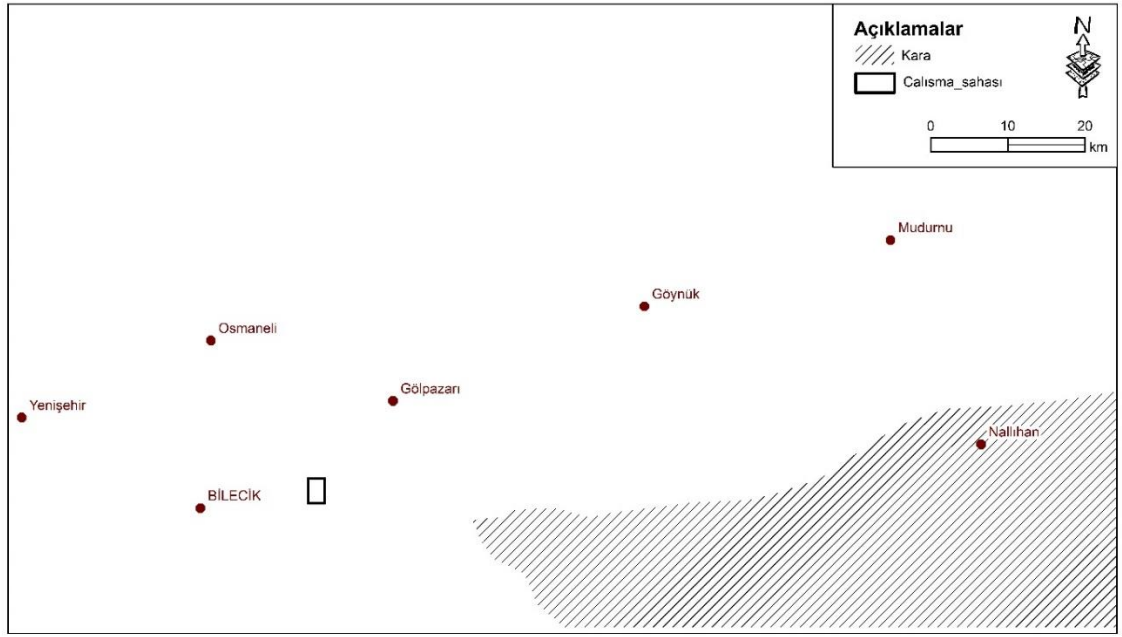 Açıklamalar
Kara
Calısma_sahası
N
0 10 20
km
Mudurnu
Göynük
Osmaneli
Gölpazarı
Yenişehir
Nallıhan
BİLECİK